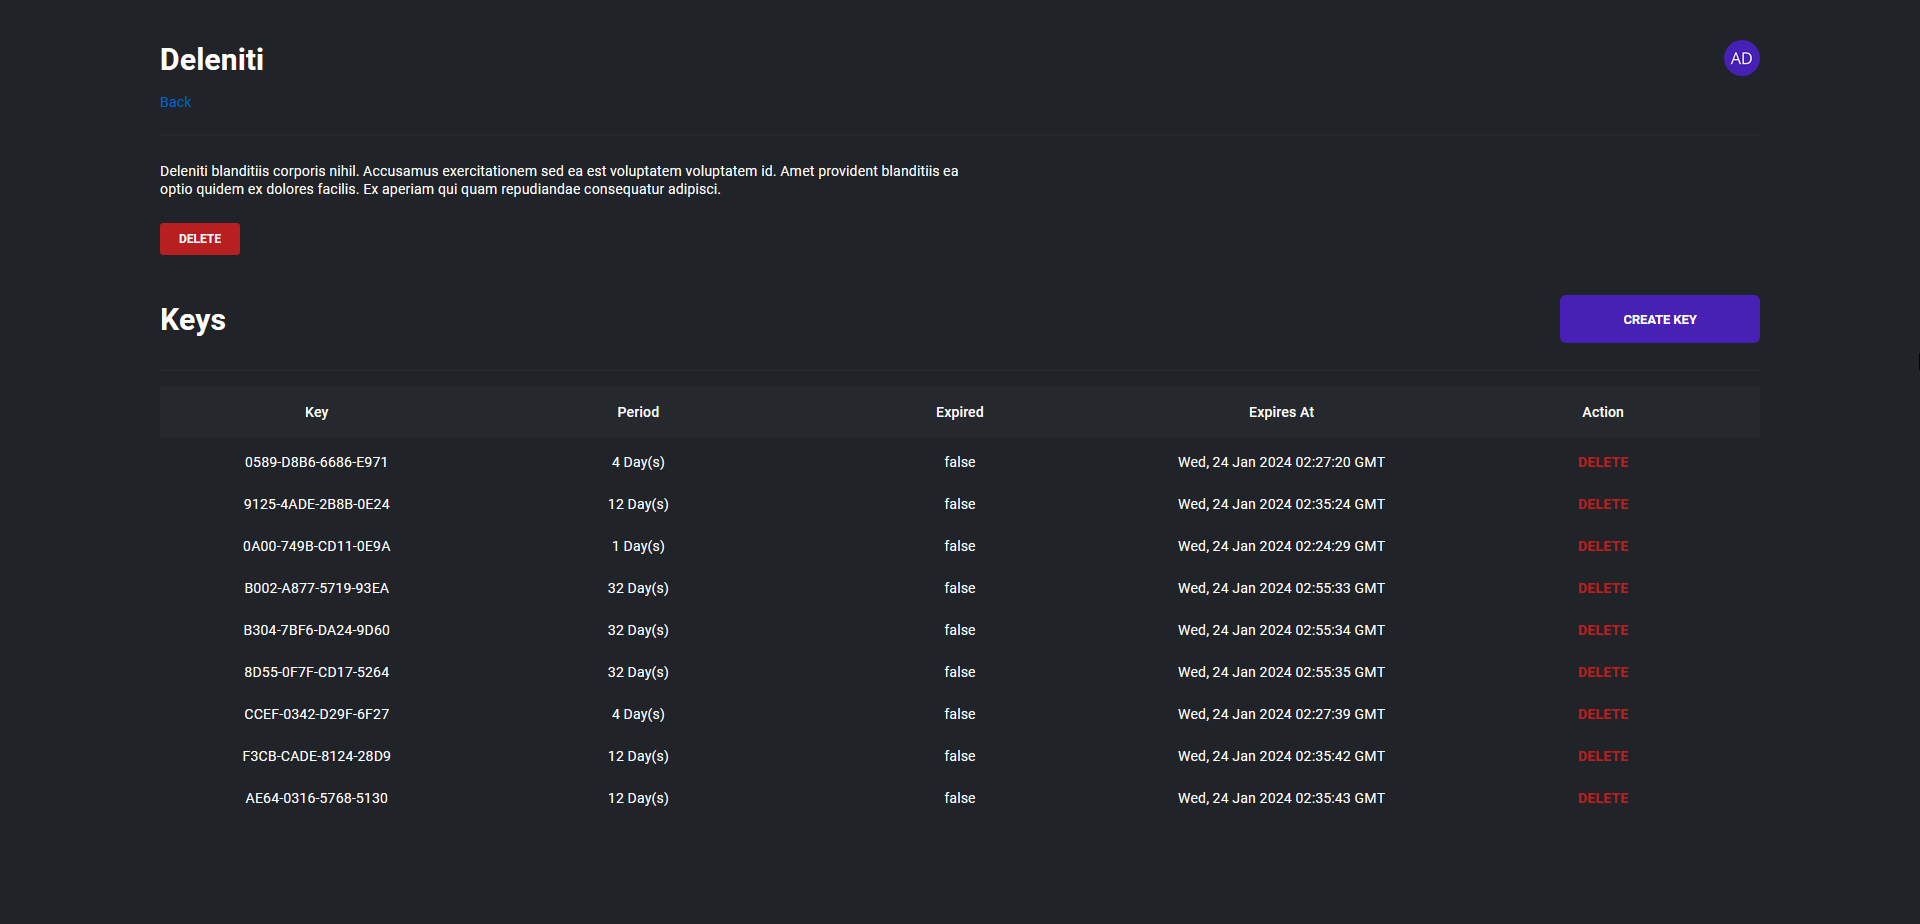 Deleniti
AD
Back
Deleniti blanditiis corporis nihil. Accusamus exercitationem sed ea est voluptatem voluptatem id. Amet provident blanditiis ea
optio quidem ex dolores facilis. Ex aperiam qui quam repudiandae consequatur adipisci.
DELETE
Keys
CREATE KEY
Key Period Expired Expires At Action
0589-D8B6-6686-E971 4 Day(s) false Wed, 24 Jan 2024 02:27:20 GMT DELETE
9125-4ADE-2B8B-0E24 12 Day(s) false Wed, 24 Jan 2024 02:35:24 GMT DELETE
0A00-749B-CD11-0E9A 1 Day(s) false Wed, 24 Jan 2024 02:24:29 GMT DELETE
B002-A877-5719-93EA 32 Day(s) false Wed, 24 Jan 2024 02:55:33 GMT DELETE
B304-7BF6-DA24-9D60 32 Day(s) false Wed, 24 Jan 2024 02:55:34 GMT DELETE
8D55-0F7F-CD17-5264 32 Day(s) false Wed, 24 Jan 2024 02:55:35 GMT DELETE
CCEF-0342-D29F-6F27 4 Day(s) false Wed, 24 Jan 2024 02:27:39 GMT DELETE
F3CB-CADE-8124-28D9 12 Day(s) false Wed, 24 Jan 2024 02:35:42 GMT DELETE
AE64-0316-5768-5130 12 Day(s) false Wed, 24 Jan 2024 02:35:43 GMT DELETE